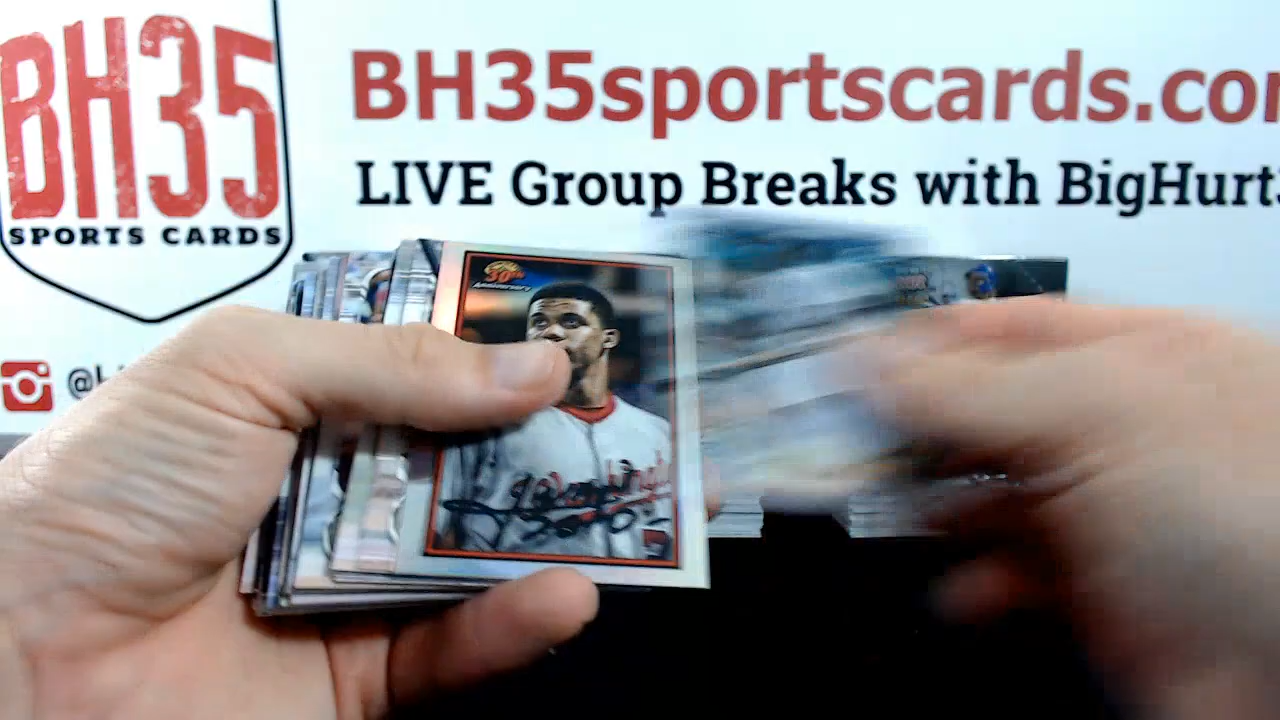 BH35
SPORTS CARDS
BH35sportscards.co
LIVE Group Breaks with BigHurt
@
30th
Anniversary